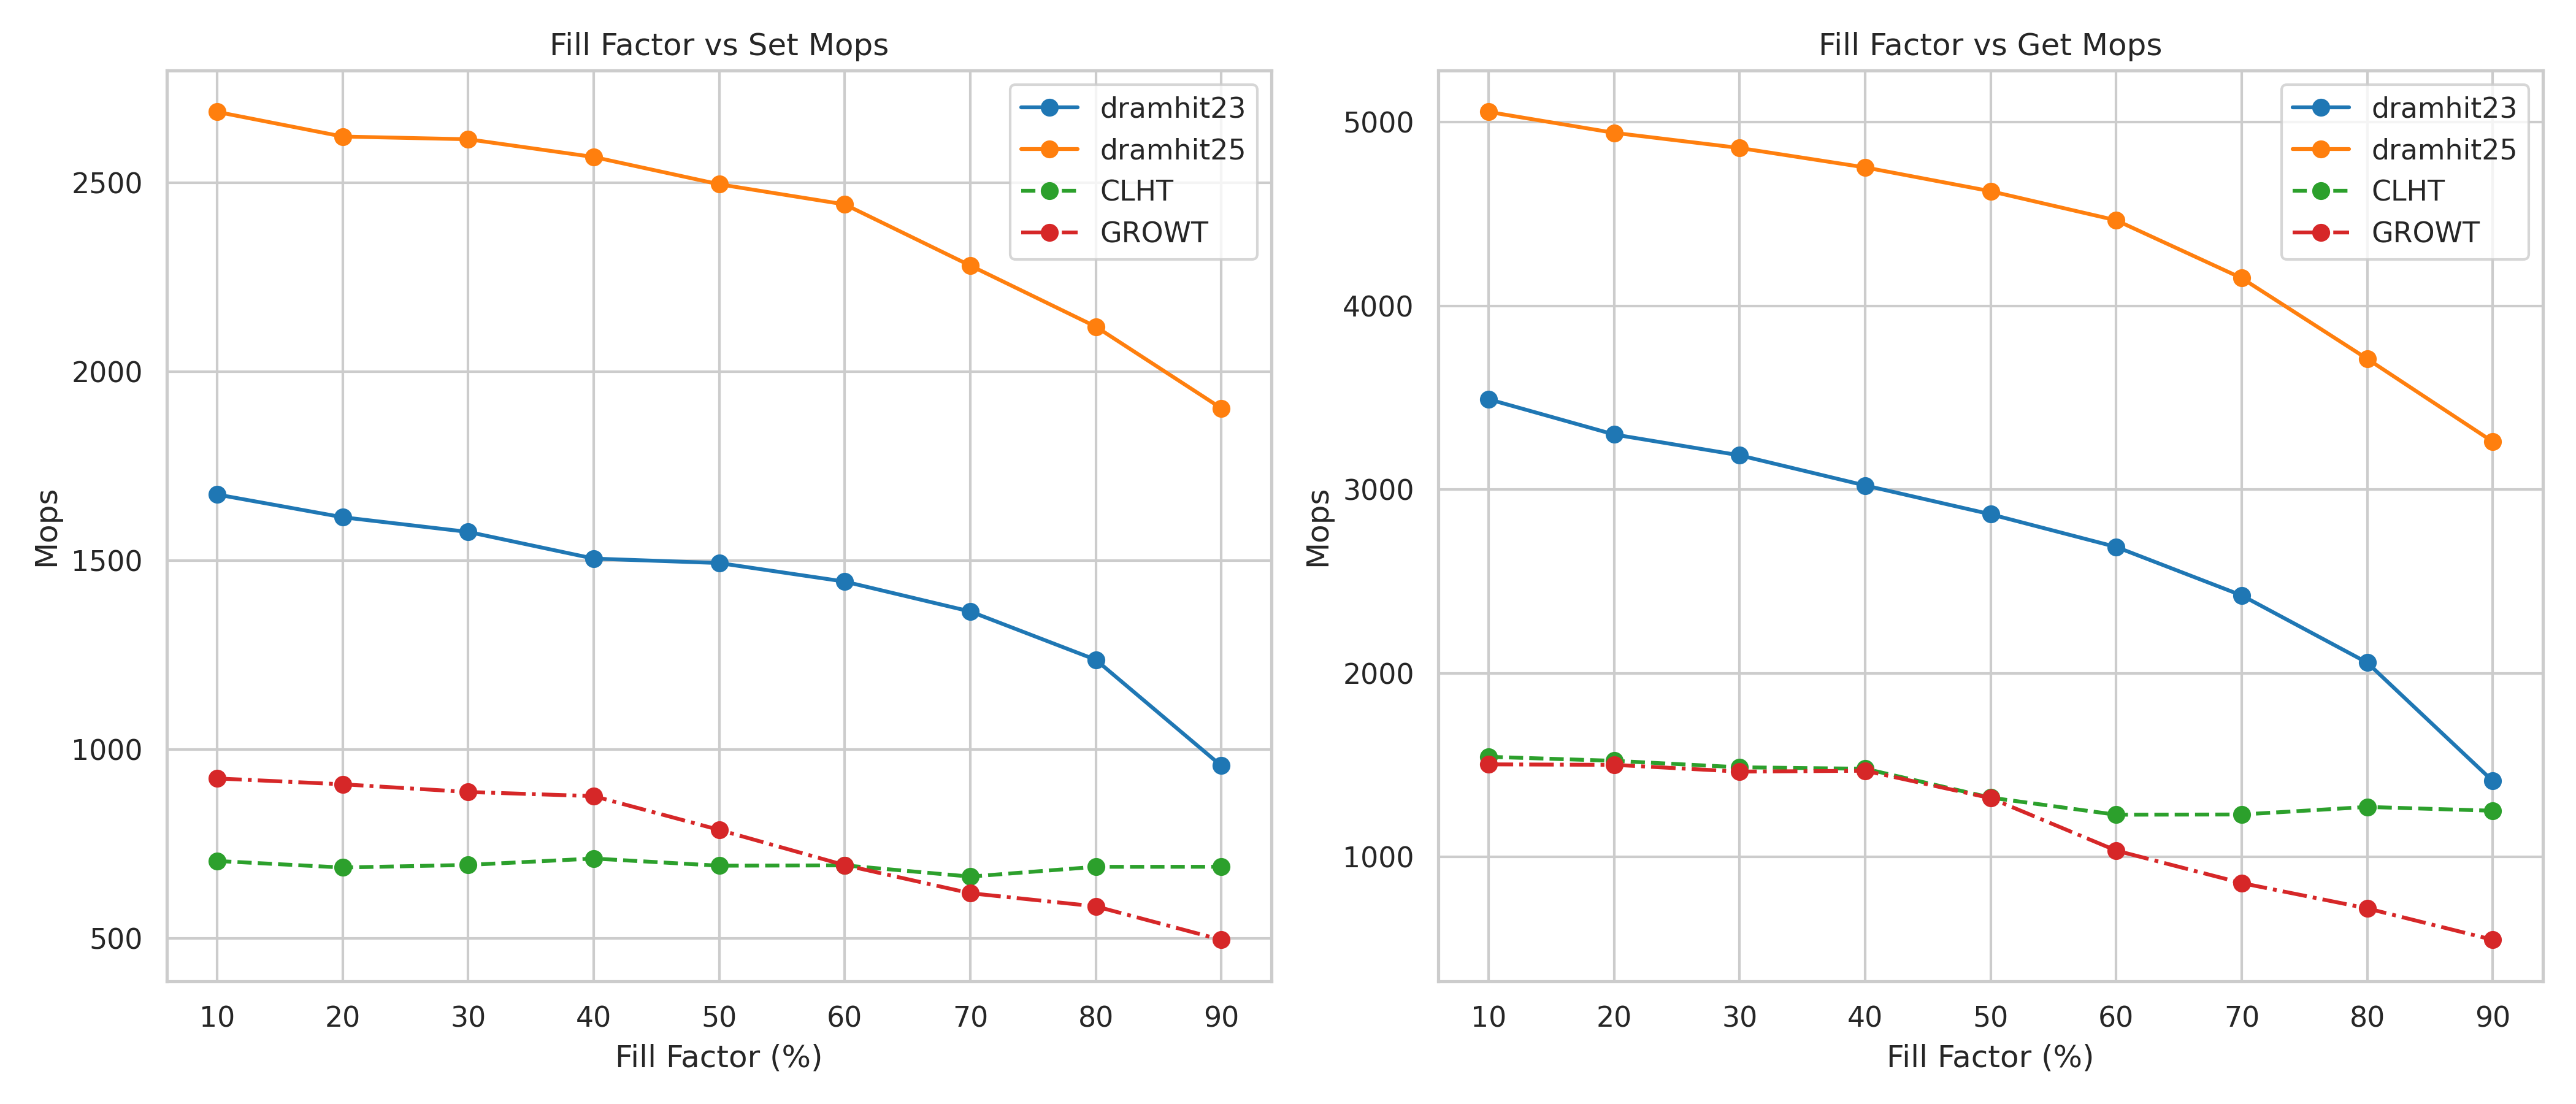 Fill Factor vs Set Mops
dramhit23
dramhit25
CLHT
GROWT
2500
2000
1500
1000
500
Mops
10 20 30 40 50 60 70 80 90
Fill Factor (%)
Fill Factor vs Get Mops
dramhit23
dramhit25
CLHT
GROWT
5000
4000
3000
2000
1000
Mops
10 20 30 40 50 60 70 80 90
Fill Factor (%)